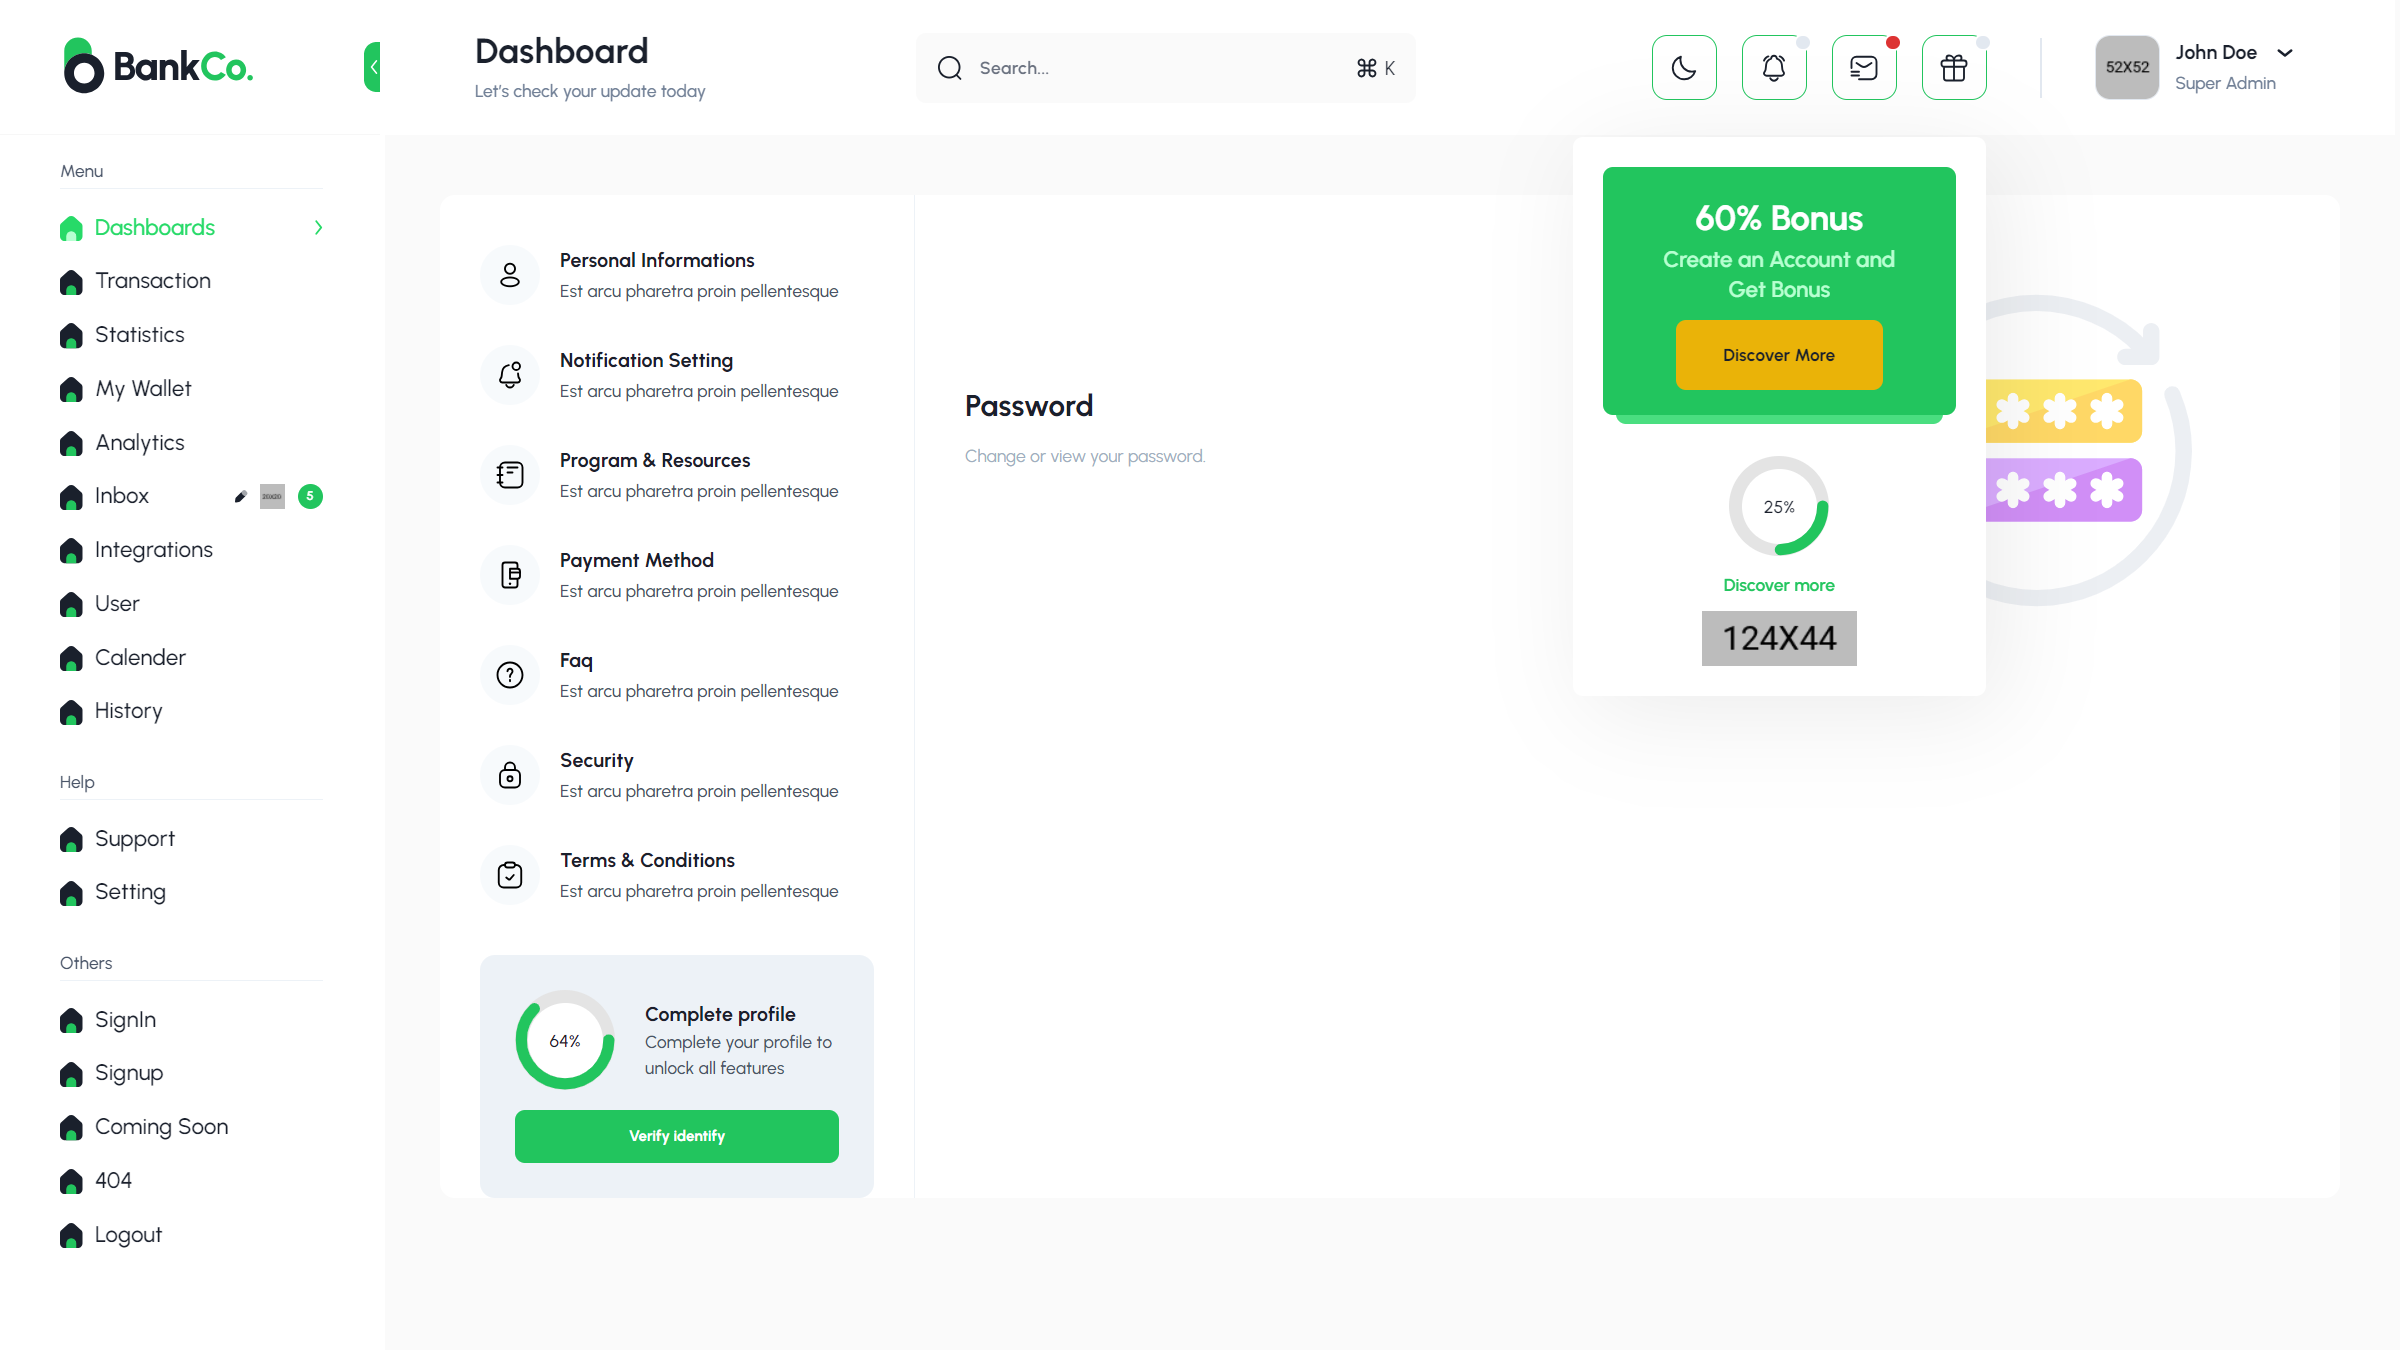 BankCo.
Dashboard
Let's check your update today
Search...
⌘ K
52X52
John Doe
Super Admin
Menu
Dashboards
Transaction
Statistics
My Wallet
Analytics
Inbox
20X20
5
Integrations
User
Calender
History
Help
Support
Setting
Others
SignIn
Signup
Coming Soon
404
Logout
Personal Informations
Est arcu pharetra proin pellentesque
Notification Setting
Est arcu pharetra proin pellentesque
Program & Resources
Est arcu pharetra proin pellentesque
Payment Method
Est arcu pharetra proin pellentesque
Faq
Est arcu pharetra proin pellentesque
Security
Est arcu pharetra proin pellentesque
Terms & Conditions
Est arcu pharetra proin pellentesque
64%
Complete profile
Complete your profile to
unlock all features
Verify identify
Password
Change or view your password.
60% Bonus
Create an Account and
Get Bonus
Discover More
25%
Discover more
124X44